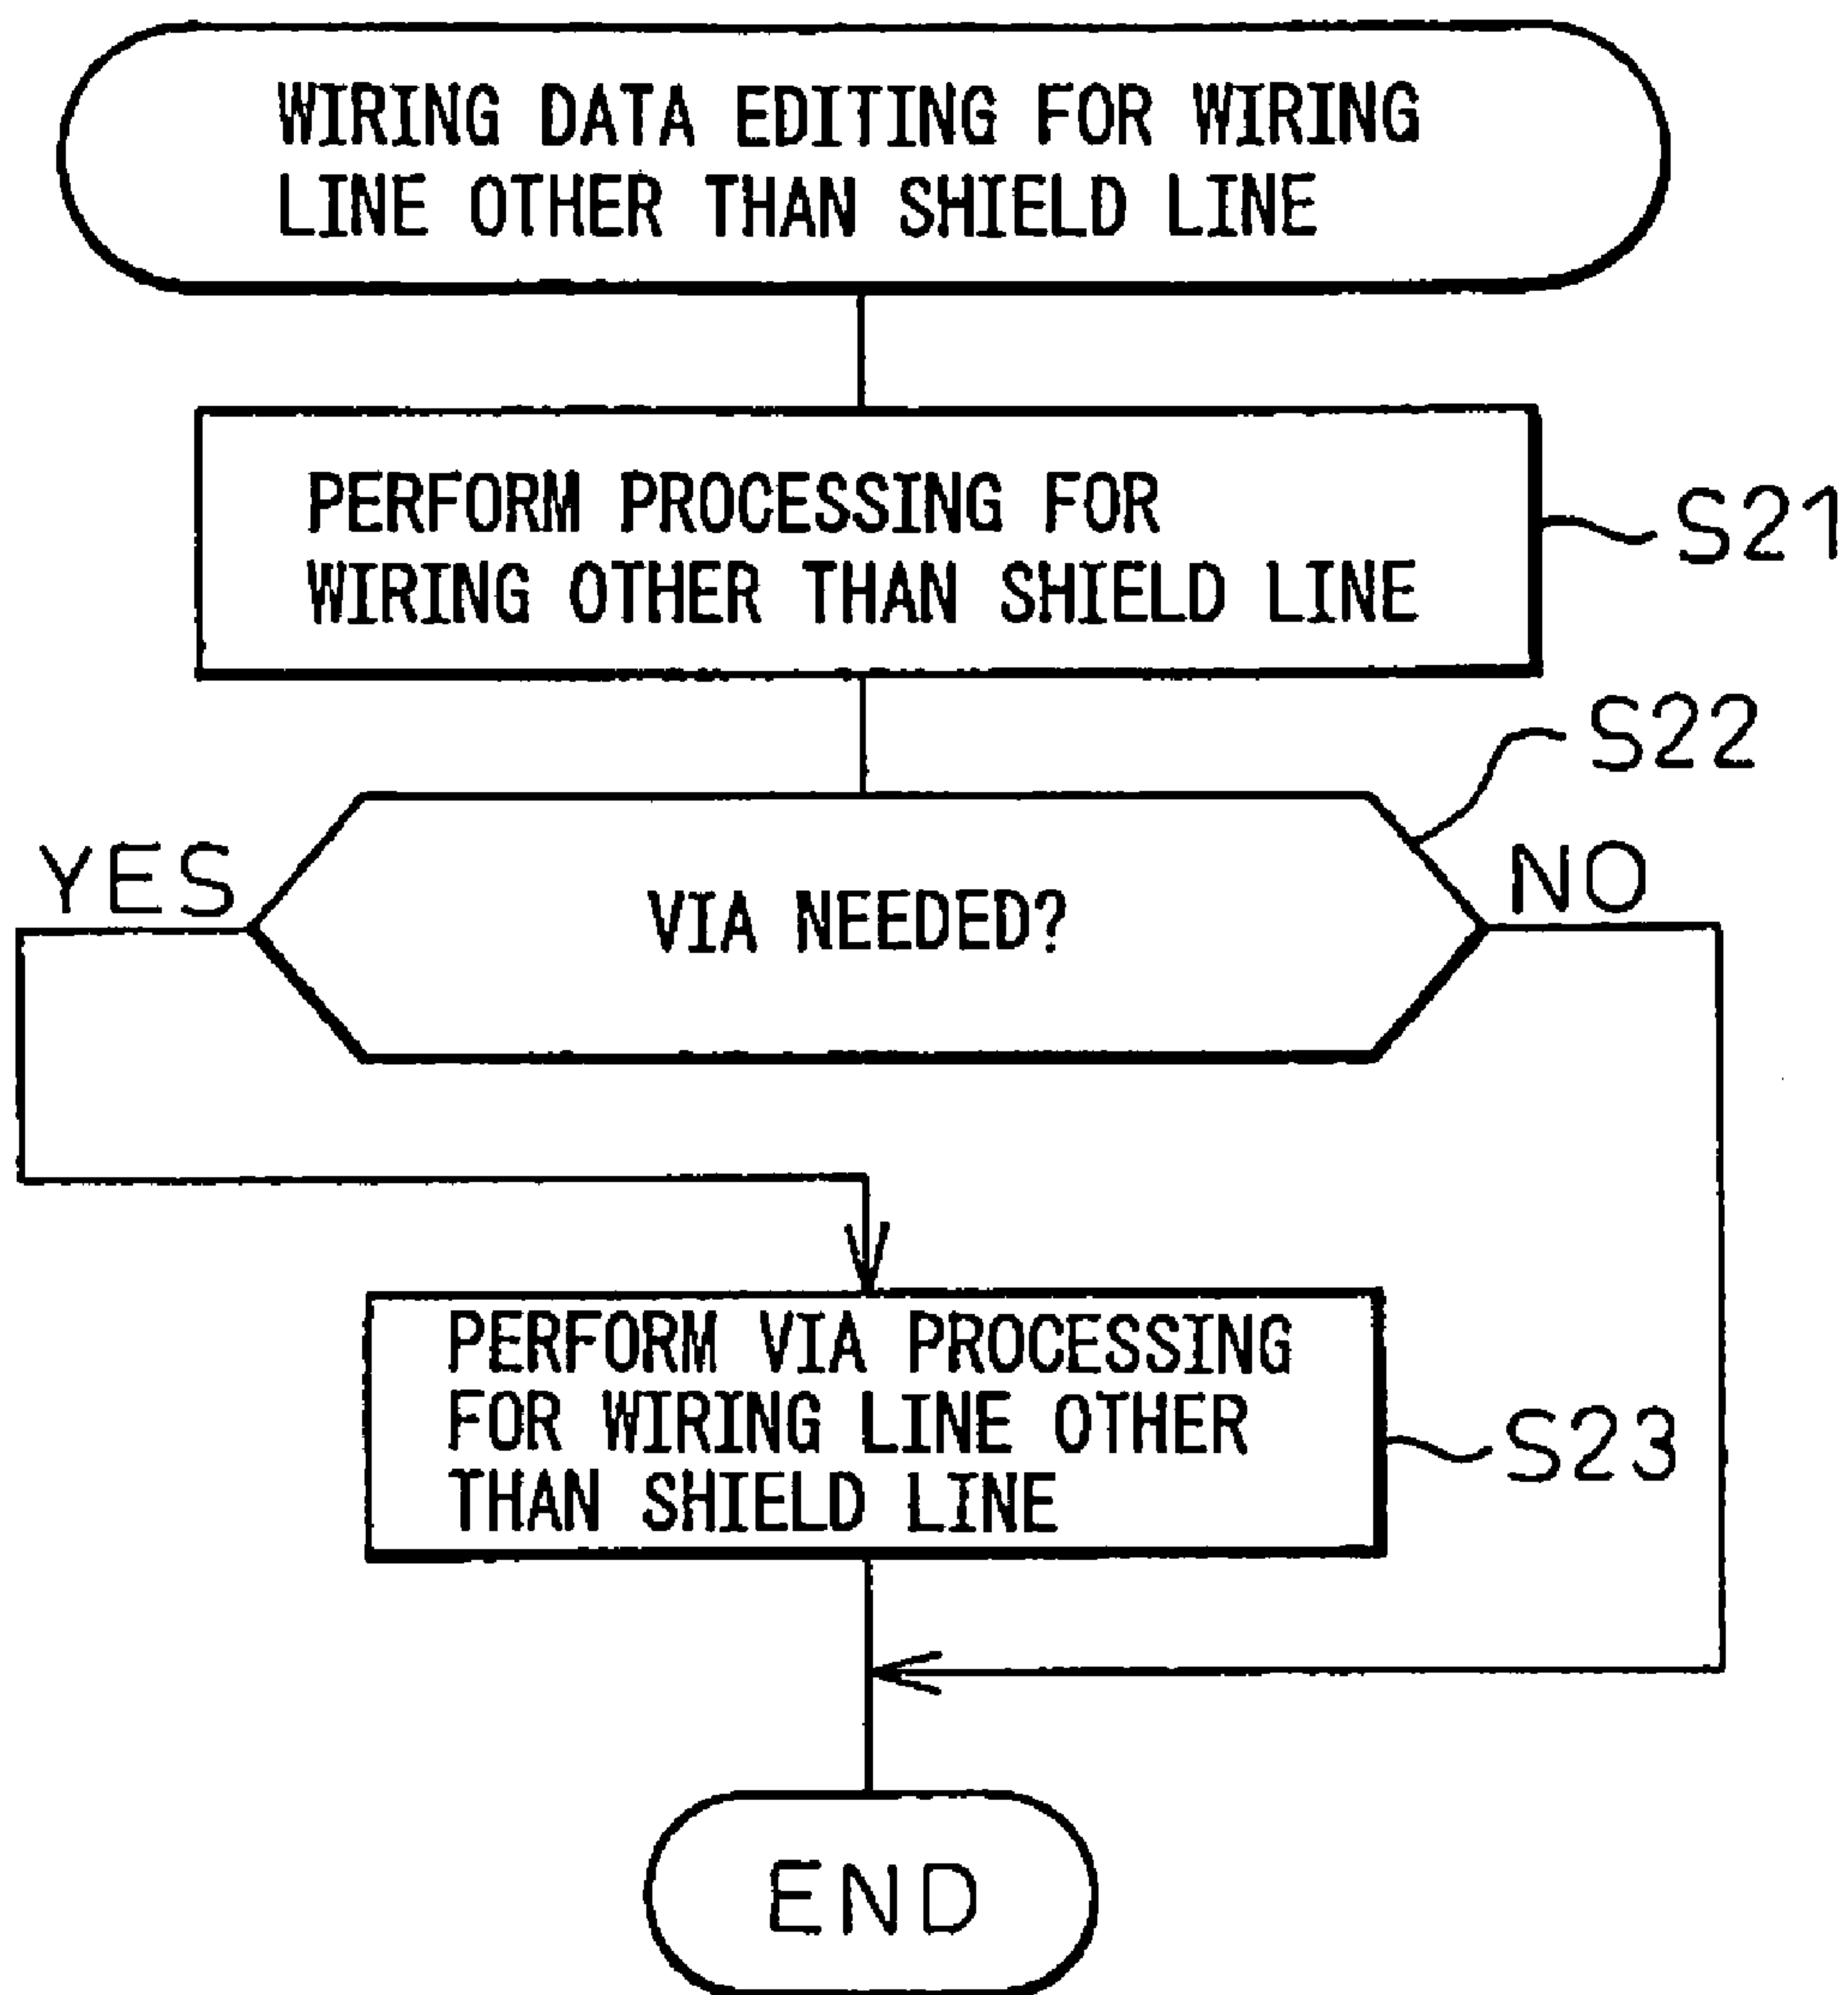 WIRING DATA EDITING FOR WIRING
LINE OTHER THAN SHIELD LINE
PERFORM PROCESSING FOR
WIRING OTHER THAN SHIELD LINE
S21
S22
YES
VIA NEEDED?
NO
PERFORM VIA PROCESSING
FOR WIRING LINE OTHER
THAN SHIELD LINE
S23
END